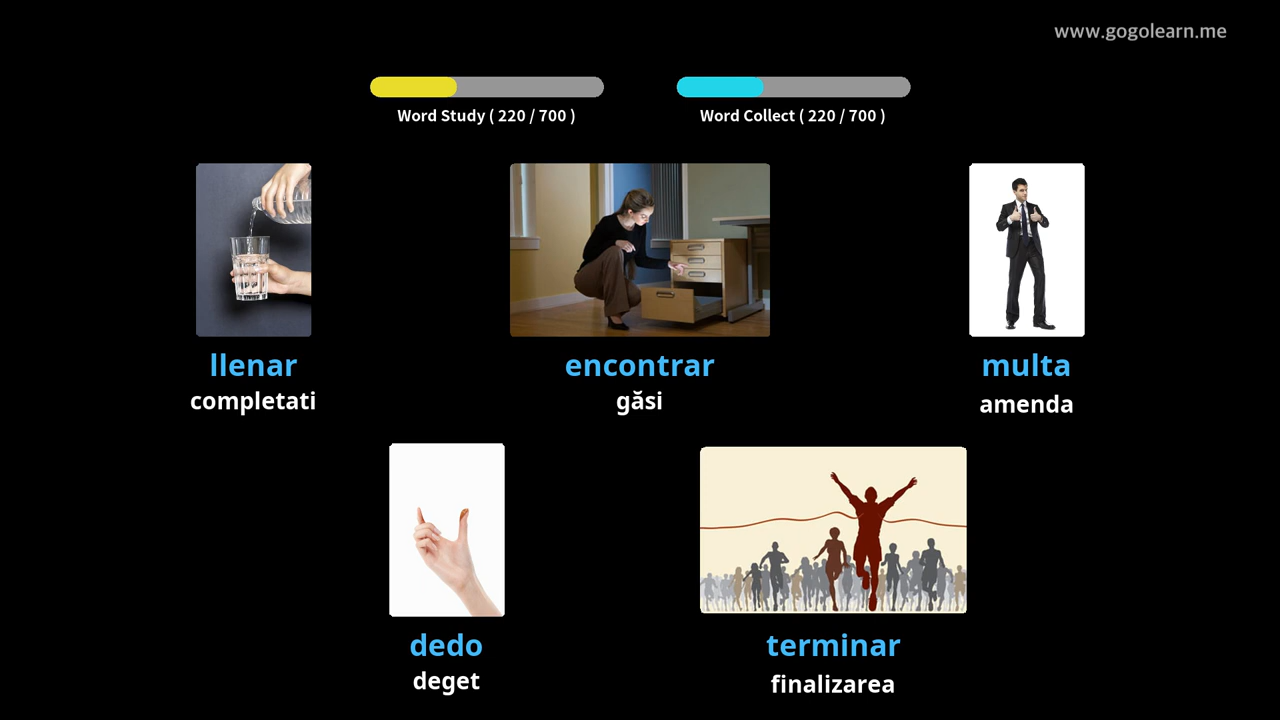 www.gogolearn.me
Word Study ( 220 / 700 )
Word Collect ( 220 / 700 )
llenar
completati
encontrar
găsi
multa
amenda
dedo
deget
terminar
finalizarea